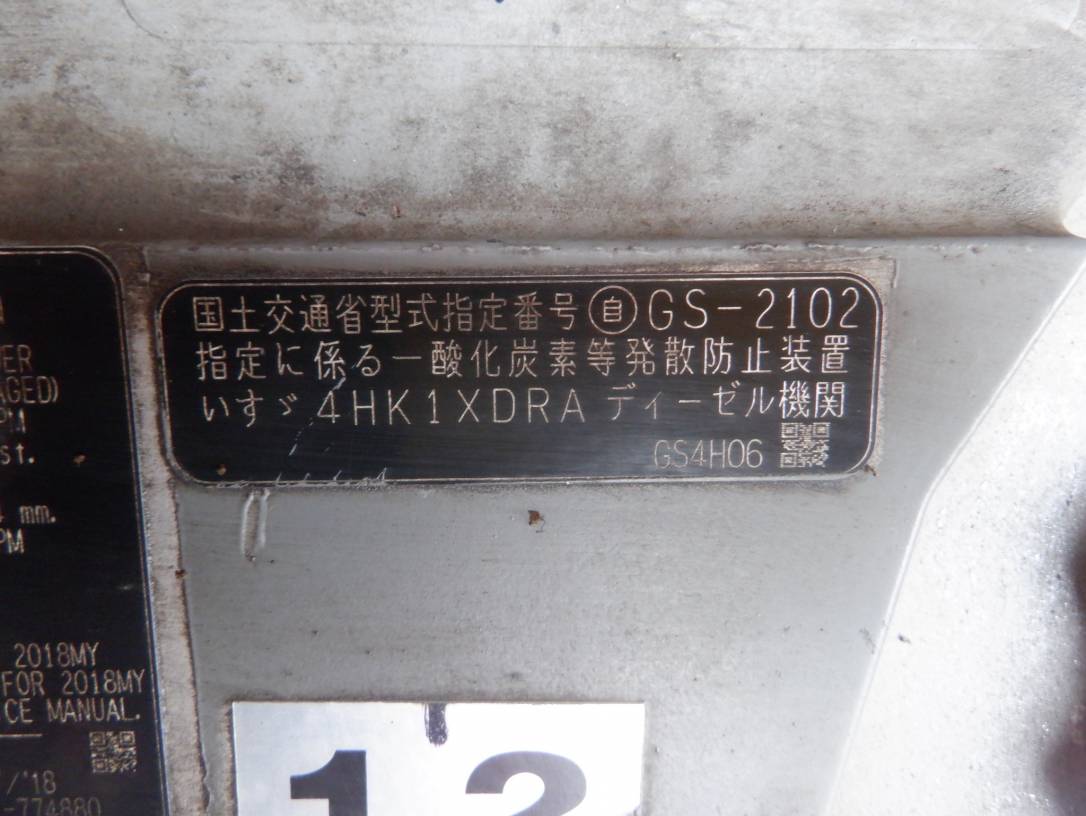 国土交通省型式指定番号 自 GS-2102
指定に係る一酸化炭素等発散防止装置
いすゞ 4HK1XDRA ディーゼル機関
GS4H06
ER
AGED)
PM
st.
mm.
PM
2018MY
FOR 2018MY
CE MANUAL.
/'18
-774880
12